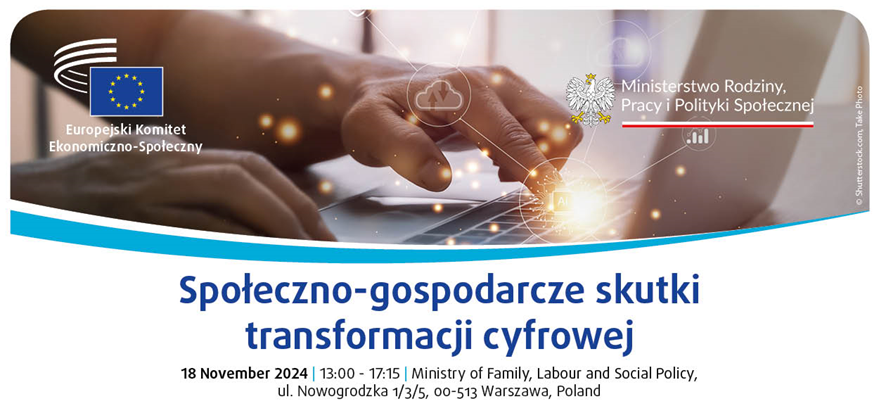 Europejski Komitet
Ekonomiczno-Społeczny
Ministerstwo Rodziny,
Pracy i Polityki Społecznej
© Shutterstock.com, Take Photo
AI
Społeczno-gospodarcze skutki
transformacji cyfrowej
18 November 2024 | 13:00 - 17:15 | Ministry of Family, Labour and Social Policy,
ul. Nowogrodzka 1/3/5, 00-513 Warszawa, Poland